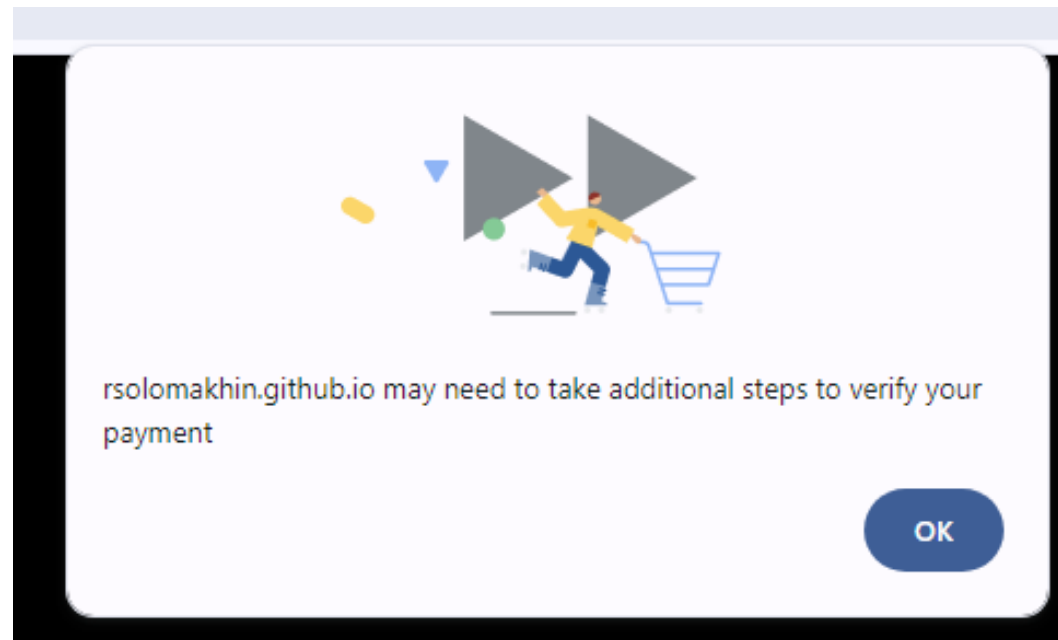 rsolomakhin.github.io may need to take additional steps to verify your
payment
OK